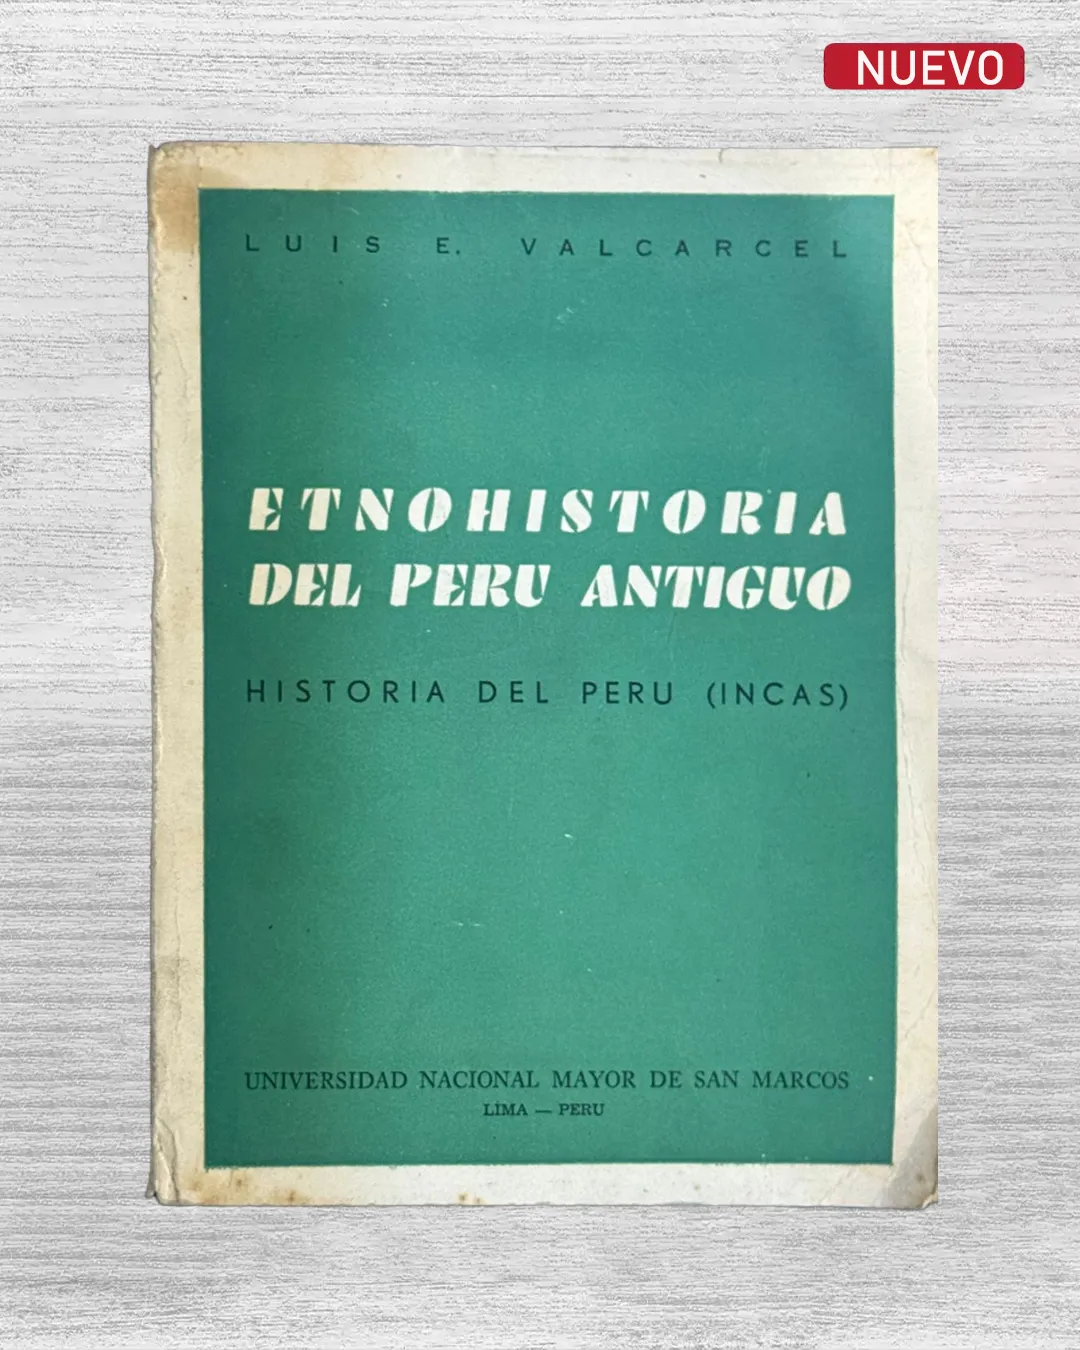 NUEVO
LUIS E. VALCARCEL
ETNOHISTORIA
DEL PERU ANTIGUO
HISTORIA DEL PERU (INCAS)
UNIVERSIDAD NACIONAL MAYOR DE SAN MARCOS
LIMA — PERU